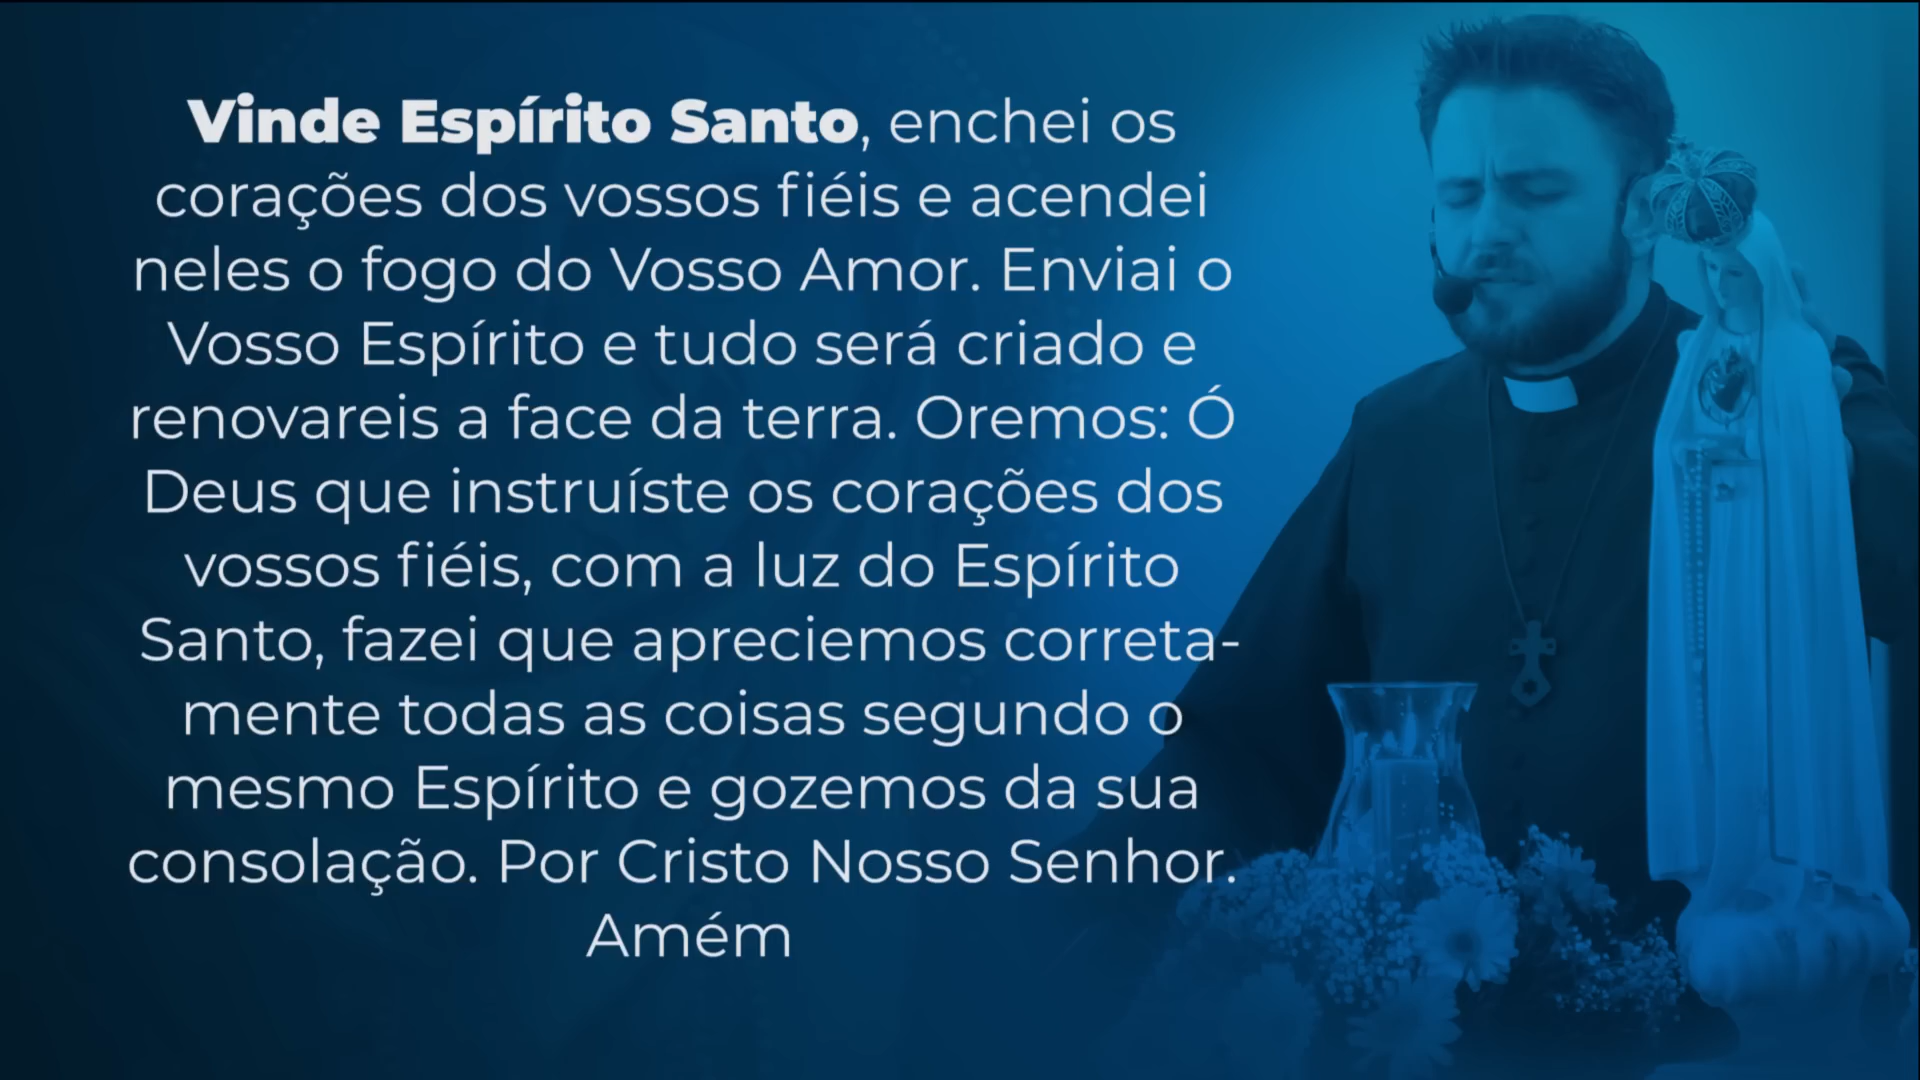 Vinde Espírito Santo, enchei os
corações dos vossos fiéis e acendei
neles o fogo do Vosso Amor. Enviai o
Vosso Espírito e tudo será criado e
renovareis a face da terra. Oremos: Ó
Deus que instruíste os corações dos
vossos fiéis, com a luz do Espírito
Santo, fazei que apreciemos correta-
mente todas as coisas segundo o
mesmo Espírito e gozemos da sua
consolação. Por Cristo Nosso Senhor.
Amém